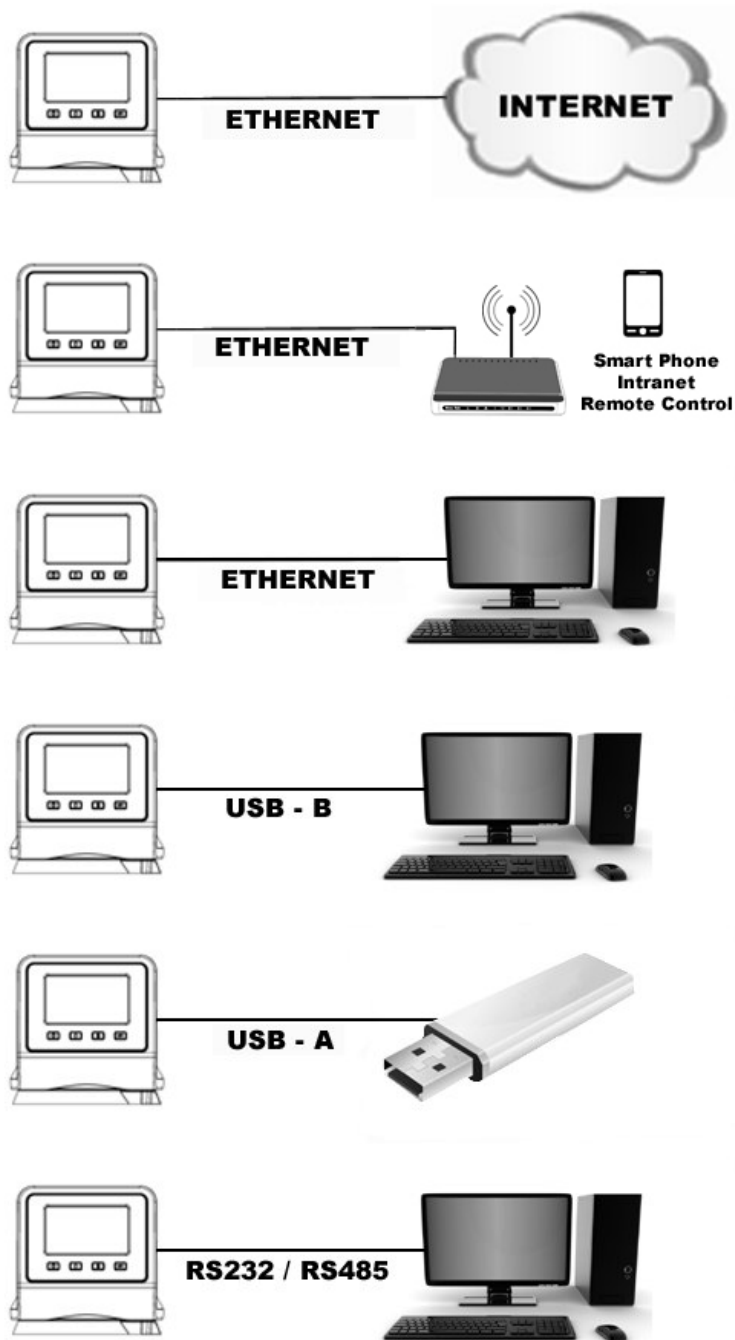 ETHERNET
INTERNET
ETHERNET
Smart Phone
Intranet
Remote Control
ETHERNET
USB - B
USB - A
RS232 / RS485